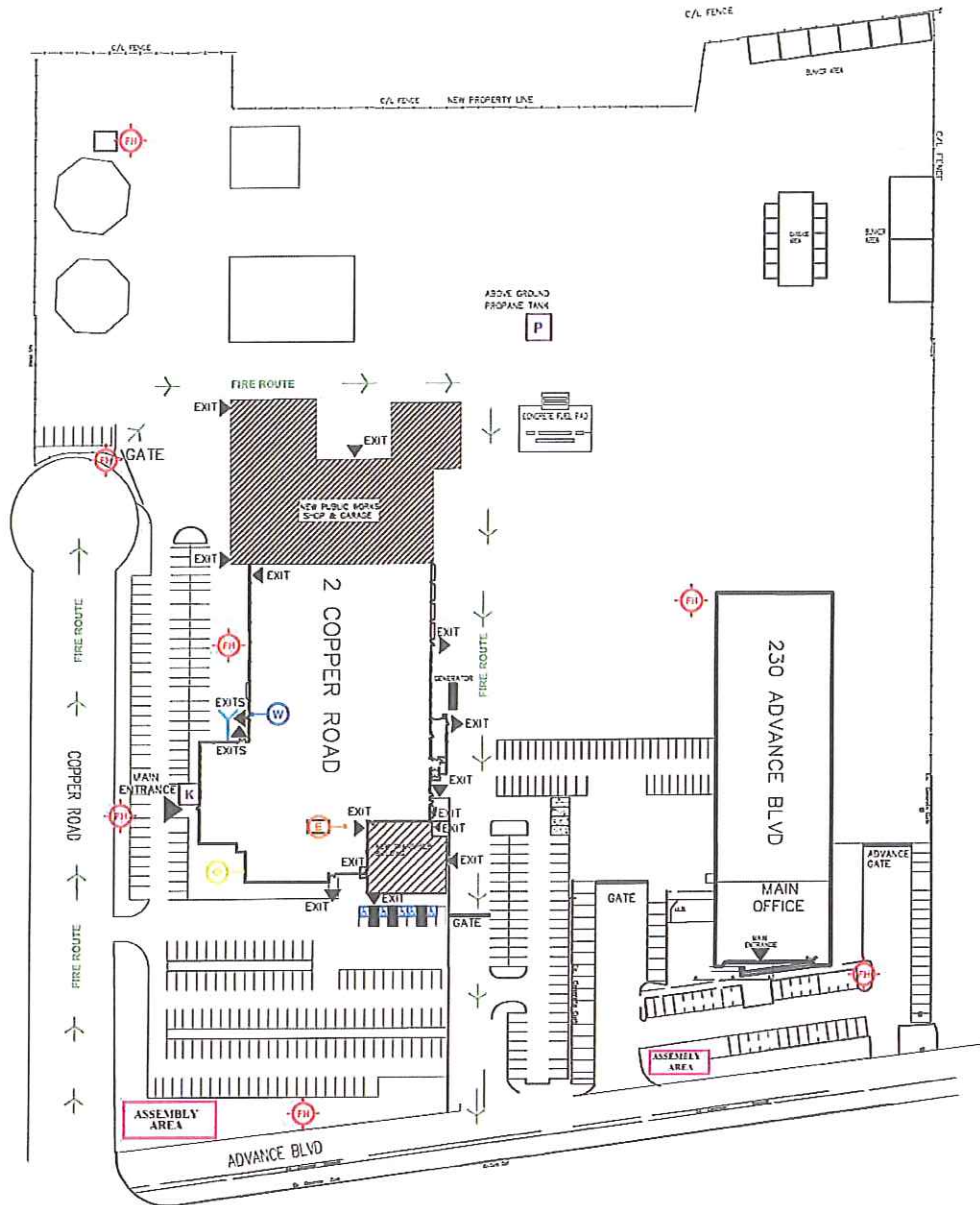 C/L FENCE
C/L FENCE
C/L FENCE
NEW PROPERTY LINE
C/L FENCE
BUNKER AREA
FH
BUNKER AREA
ABOVE GROUND
PROPANE TANK
P
FIRE ROUTE
EXIT
EXIT
CONCRETE FUEL PAD
GATE
FH
NEW PUBLIC WORKS
SHOP & GARAGE
EXIT
EXIT
2 COPPER ROAD
FH
230 ADVANCE BLVD
FIRE ROUTE
FH
EXIT
FIRE ROUTE
GENERATOR
EXITS
W
EXIT
EXITS
COPPER ROAD
MAIN
ENTRANCE
K
EXIT
FH
E
EXIT
EXIT
EXIT
EXIT
EXIT
ADVANCE
GATE
EXIT
EXIT
GATE
MAIN
OFFICE
GATE
MAIN
ENTRANCE
FIRE ROUTE
FH
ASSEMBLY
AREA
ASSEMBLY
AREA
FH
ADVANCE BLVD